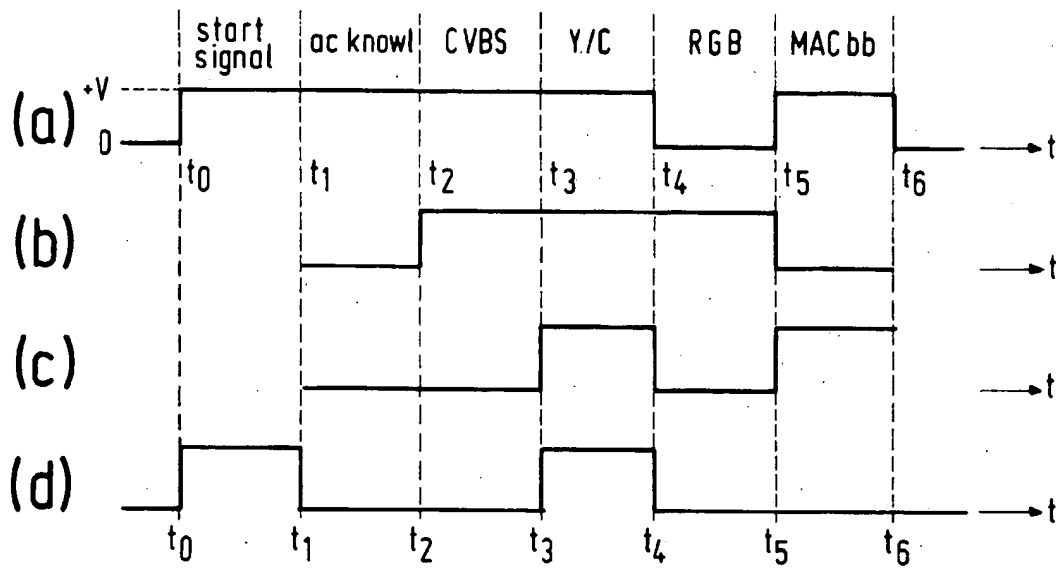 start signal ac knowl CVBS Y/C RGB MAC bb
(a) +V 0 t
t0 t1 t2 t3 t4 t5 t6
(b) t
(c) t
(d) t
t0 t1 t2 t3 t4 t5 t6